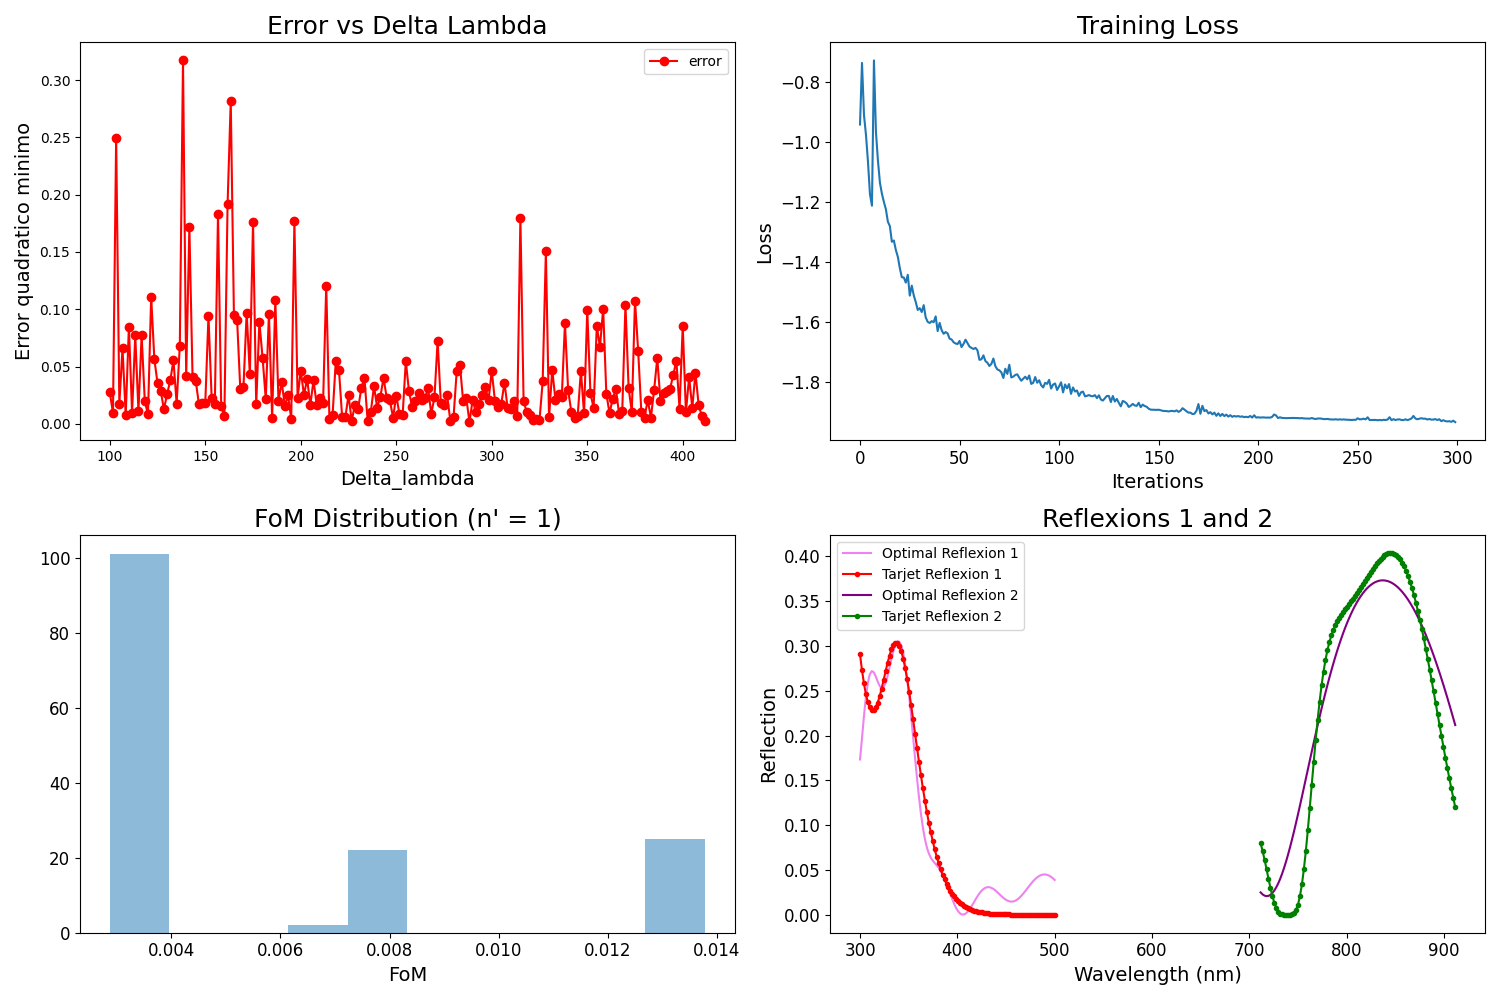 Error vs Delta Lambda
error
Error quadratico minimo
0.30
0.25
0.20
0.15
0.10
0.05
0.00
100 150 200 250 300 350 400
Delta_lambda
Training Loss
Loss
−0.8
−1.0
−1.2
−1.4
−1.6
−1.8
0 50 100 150 200 250 300
Iterations
FoM Distribution (n' = 1)
100
80
60
40
20
0
0.004 0.006 0.008 0.010 0.012 0.014
FoM
Reflexions 1 and 2
Optimal Reflexion 1
Tarjet Reflexion 1
Optimal Reflexion 2
Tarjet Reflexion 2
Reflection
0.40
0.35
0.30
0.25
0.20
0.15
0.10
0.05
0.00
300 400 500 600 700 800 900
Wavelength (nm)